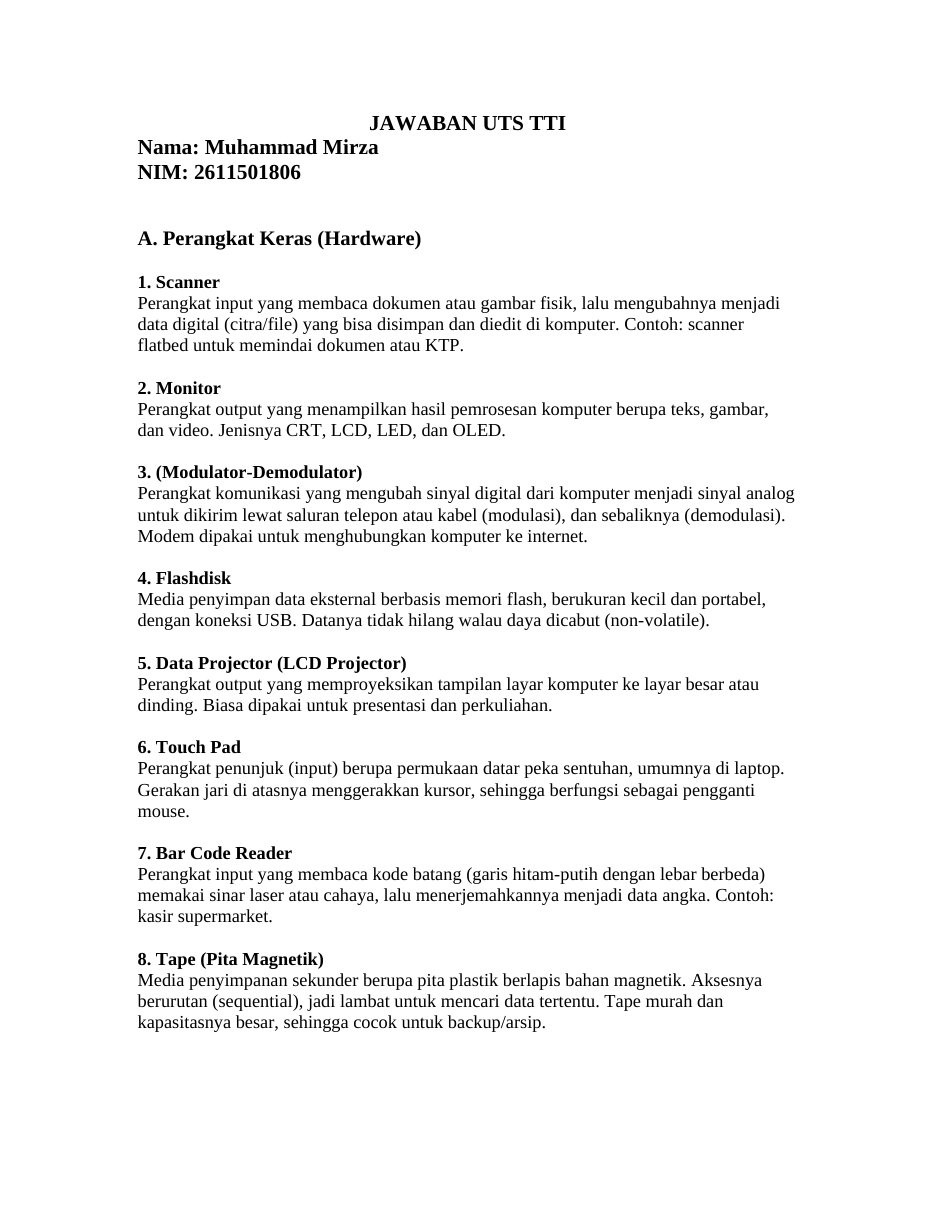 JAWABAN UTS TTI
Nama: Muhammad Mirza
NIM: 2611501806
A. Perangkat Keras (Hardware)
1. Scanner
Perangkat input yang membaca dokumen atau gambar fisik, lalu mengubahnya menjadi
data digital (citra/file) yang bisa disimpan dan diedit di komputer. Contoh: scanner
flatbed untuk memindai dokumen atau KTP.
2. Monitor
Perangkat output yang menampilkan hasil pemrosesan komputer berupa teks, gambar,
dan video. Jenisnya CRT, LCD, LED, dan OLED.
3. (Modulator-Demodulator)
Perangkat komunikasi yang mengubah sinyal digital dari komputer menjadi sinyal analog
untuk dikirim lewat saluran telepon atau kabel (modulasi), dan sebaliknya (demodulasi).
Modem dipakai untuk menghubungkan komputer ke internet.
4. Flashdisk
Media penyimpan data eksternal berbasis memori flash, berukuran kecil dan portabel,
dengan koneksi USB. Datanya tidak hilang walau daya dicabut (non-volatile).
5. Data Projector (LCD Projector)
Perangkat output yang memproyeksikan tampilan layar komputer ke layar besar atau
dinding. Biasa dipakai untuk presentasi dan perkuliahan.
6. Touch Pad
Perangkat penunjuk (input) berupa permukaan datar peka sentuhan, umumnya di laptop.
Gerakan jari di atasnya menggerakkan kursor, sehingga berfungsi sebagai pengganti
mouse.
7. Bar Code Reader
Perangkat input yang membaca kode batang (garis hitam-putih dengan lebar berbeda)
memakai sinar laser atau cahaya, lalu menerjemahkannya menjadi data angka. Contoh:
kasir supermarket.
8. Tape (Pita Magnetik)
Media penyimpanan sekunder berupa pita plastik berlapis bahan magnetik. Aksesnya
berurutan (sequential), jadi lambat untuk mencari data tertentu. Tape murah dan
kapasitasnya besar, sehingga cocok untuk backup/arsip.